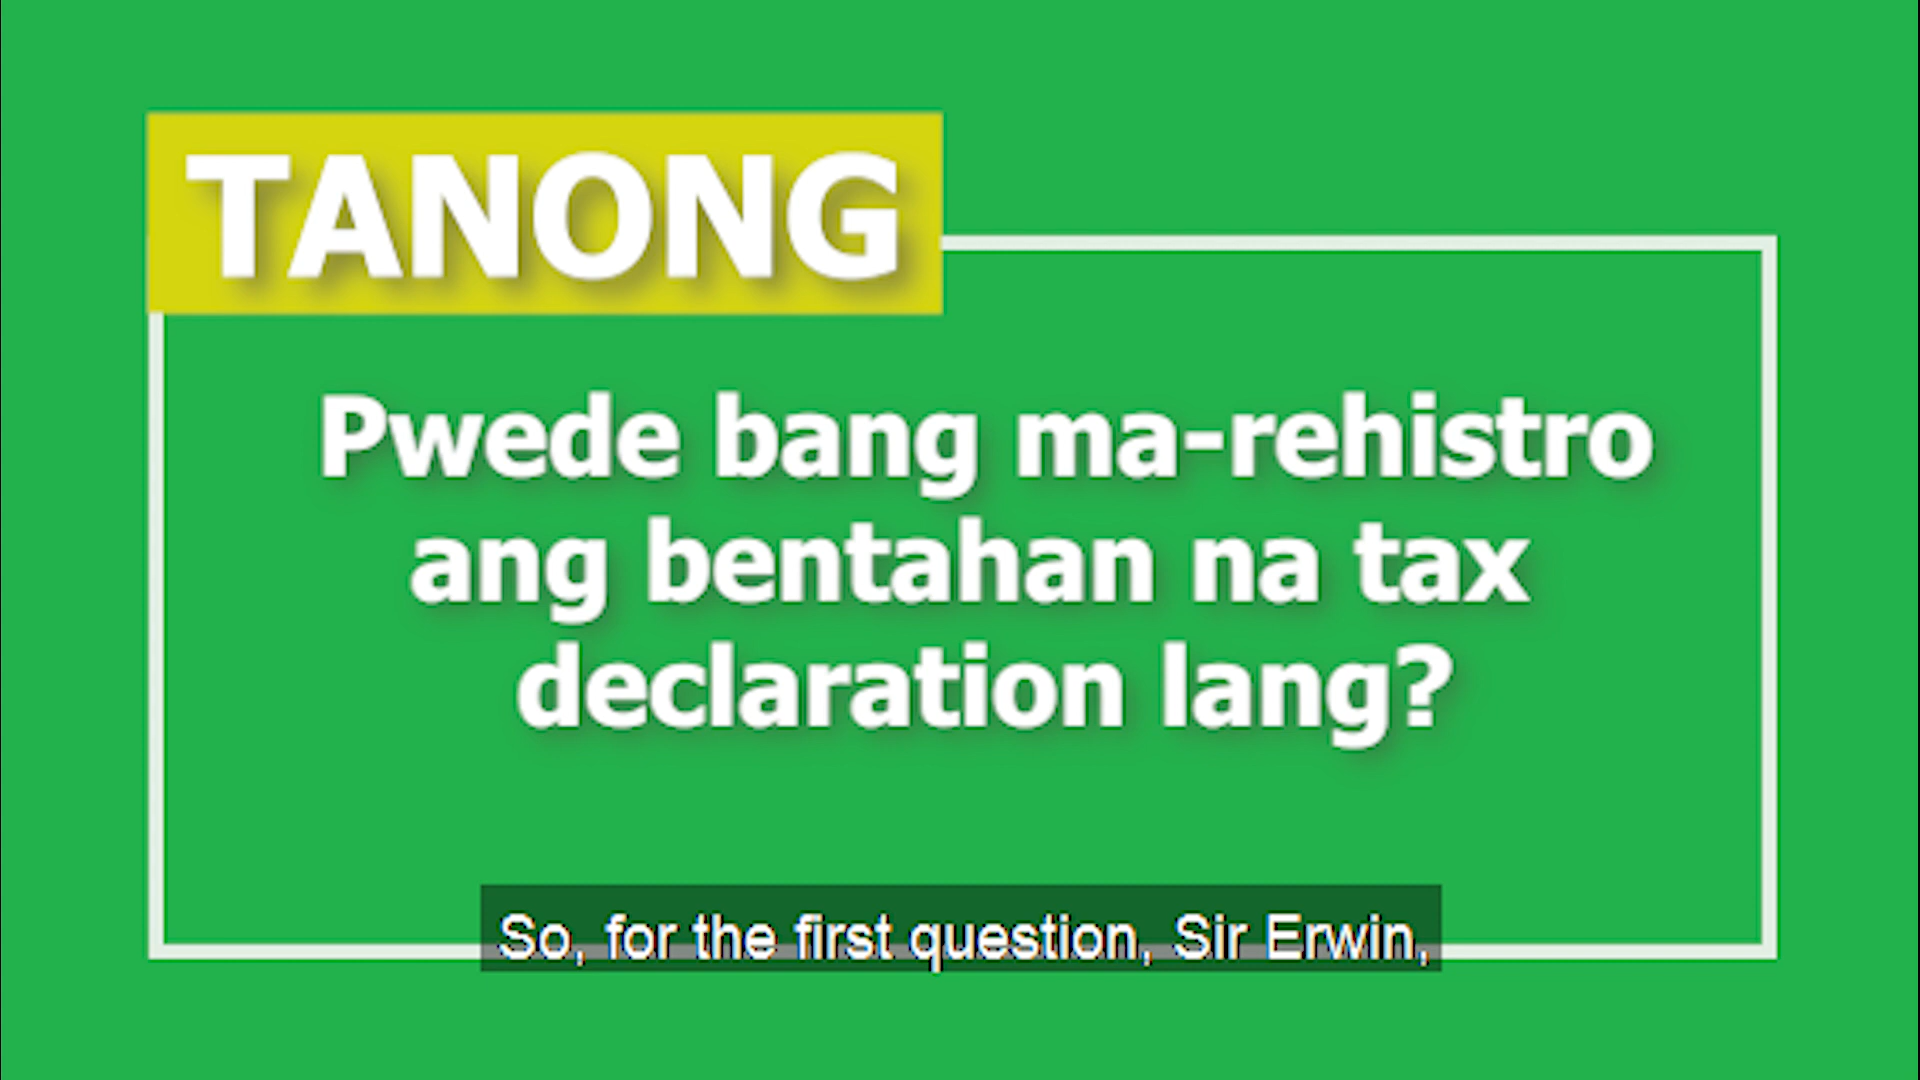 TANONG
Pwede bang ma-rehistro
ang bentahan na tax
declaration lang?
So, for the first question, Sir Erwin,